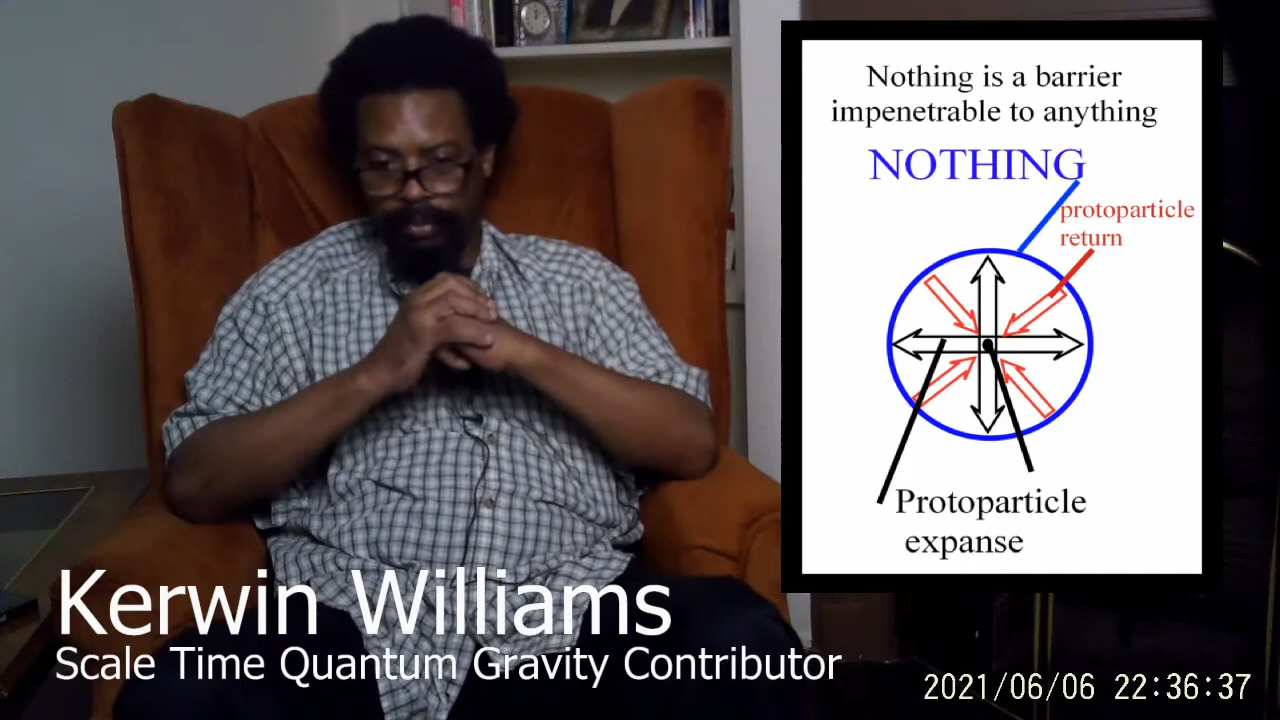 Nothing is a barrier
impenetrable to anything
NOTHING
protoparticle
return
Protoparticle
expanse
Kerwin Williams
Scale Time Quantum Gravity Contributor
2021/06/06 22:36:37